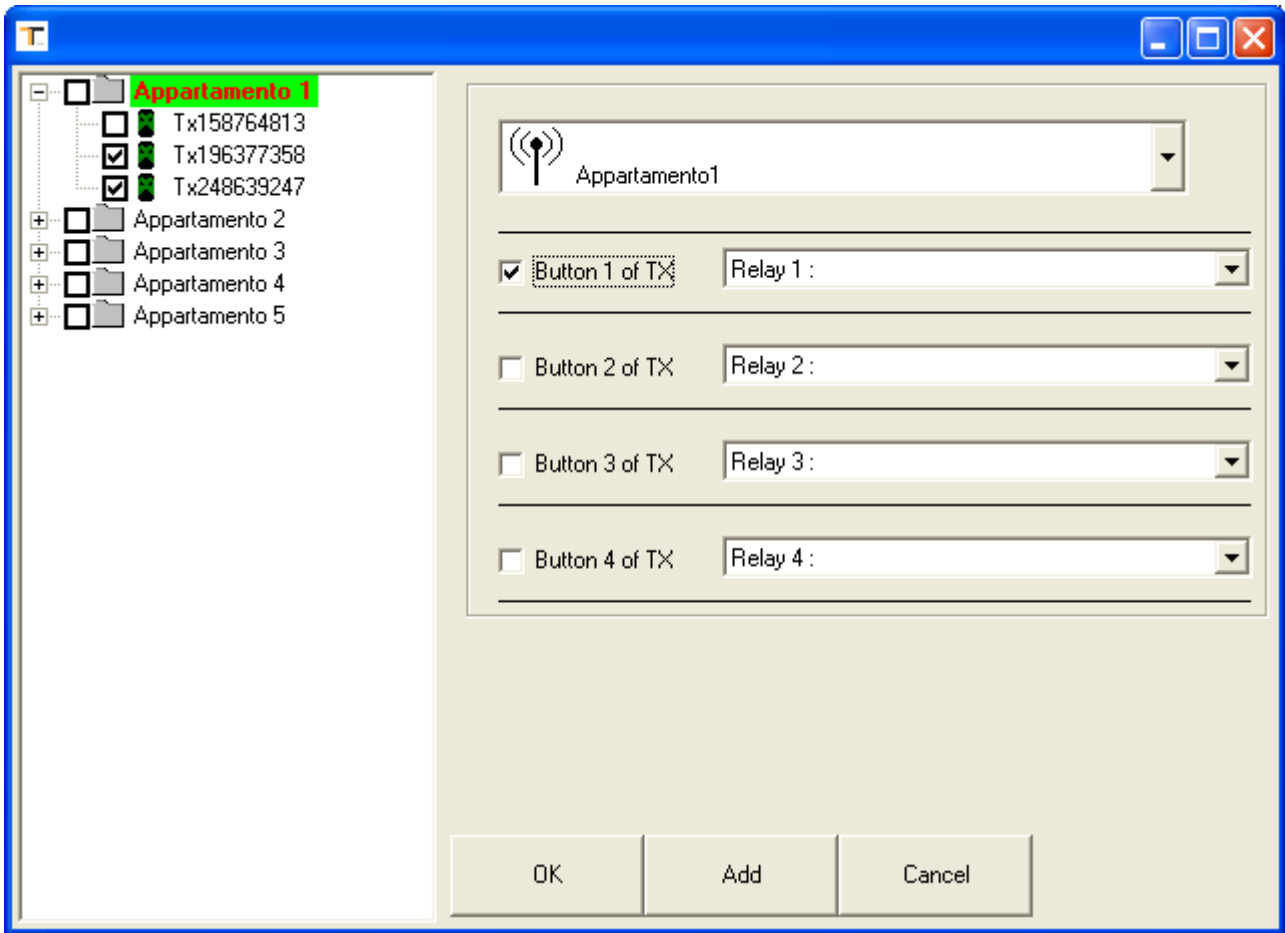 Appartamento 1
Tx158764813
Tx196377358
Tx248639247
Appartamento 2
Appartamento 3
Appartamento 4
Appartamento 5
Appartamento1
Button 1 of TX Relay 1 :
Button 2 of TX Relay 2 :
Button 3 of TX Relay 3 :
Button 4 of TX Relay 4 :
OK Add Cancel